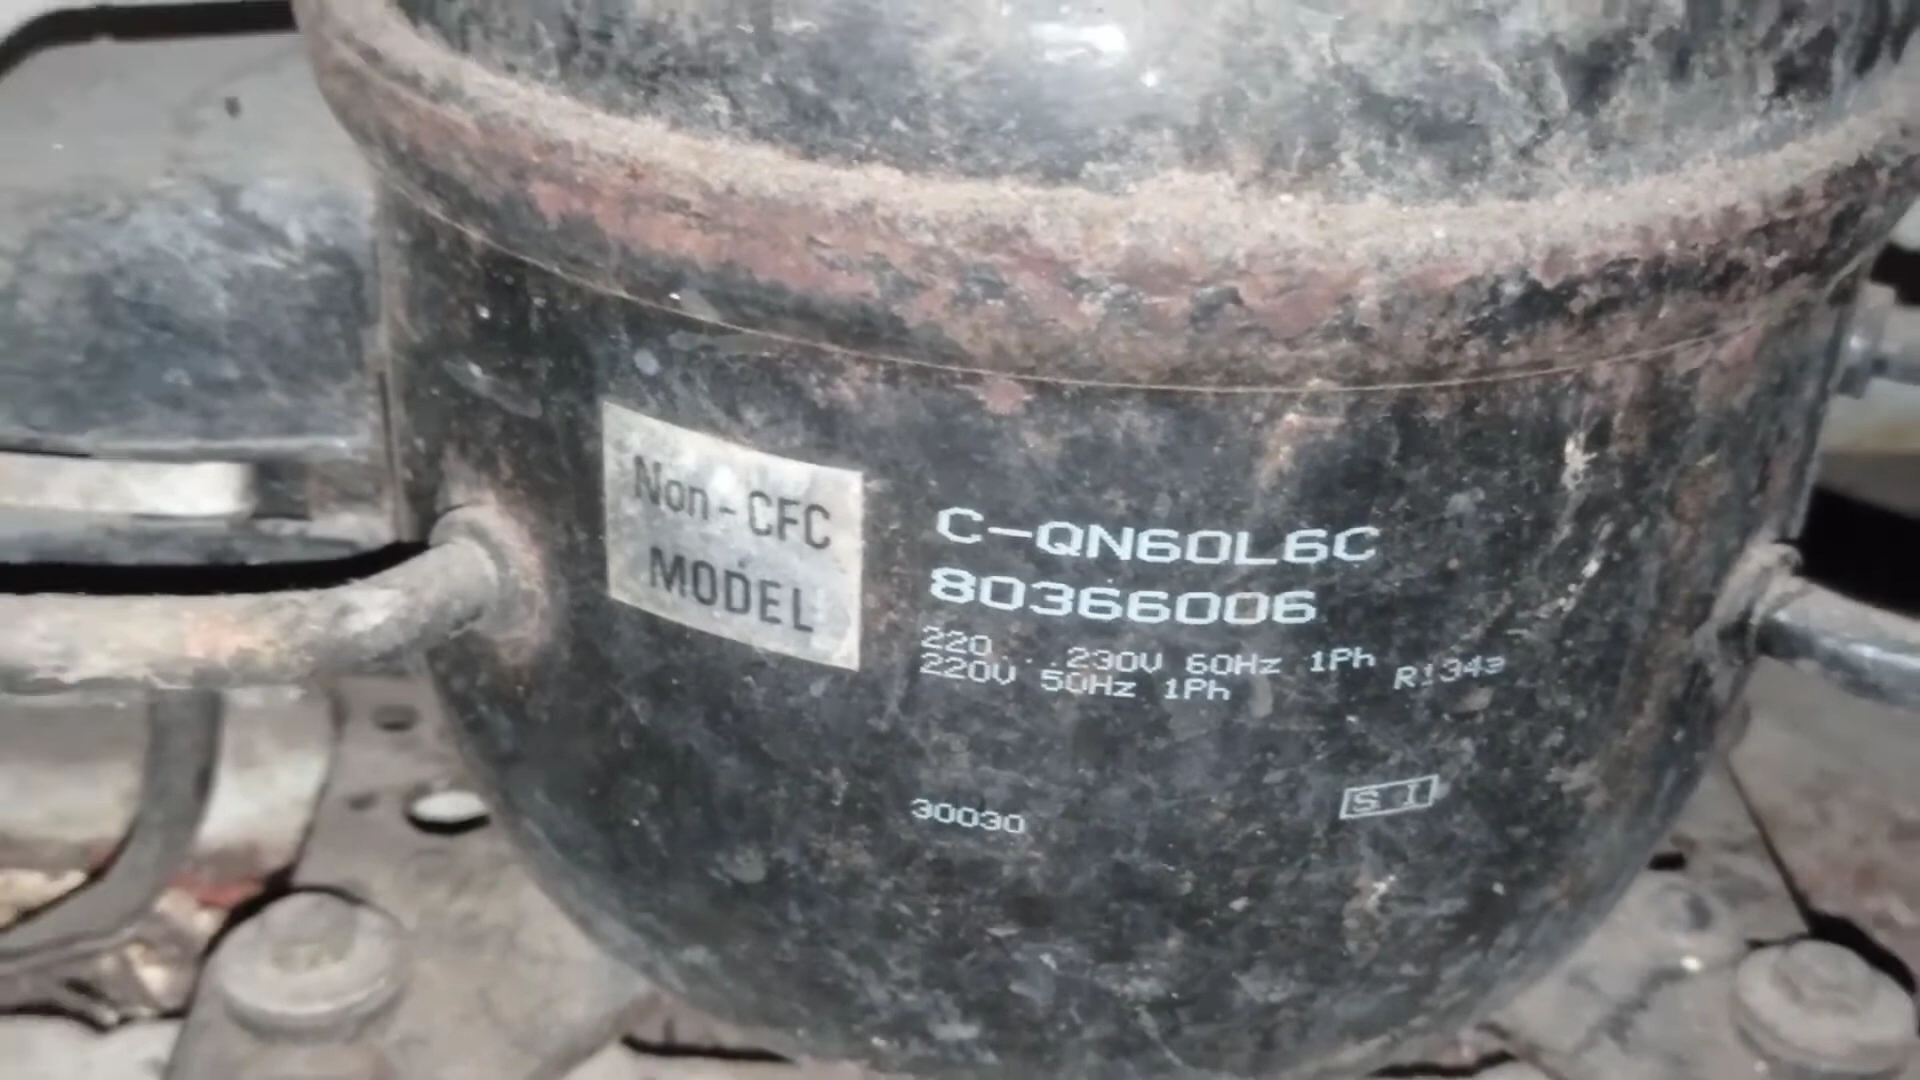 Non-CFC
MODEL
C-QN60L6C
80366006
220...230V 60Hz 1Ph
220V 50Hz 1Ph
R134a
30030
S I